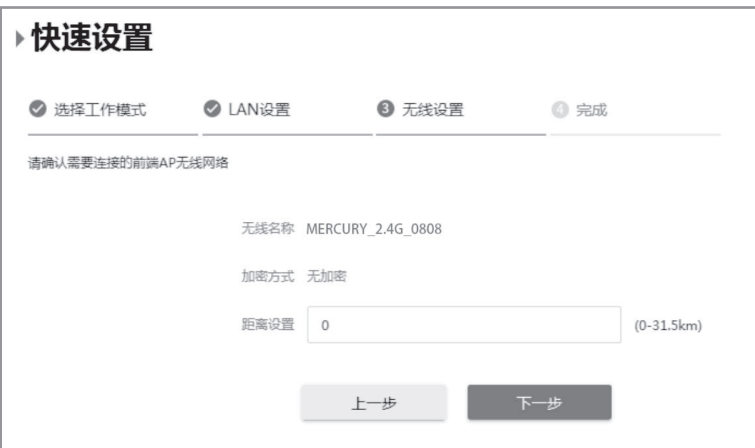 快速设置
选择工作模式 LAN设置 3 无线设置 4 完成
请确认需要连接的前端AP无线网络
无线名称 MERCURY_2.4G_0808
加密方式 无加密
距离设置 0 (0-31.5km)
上一步 下一步